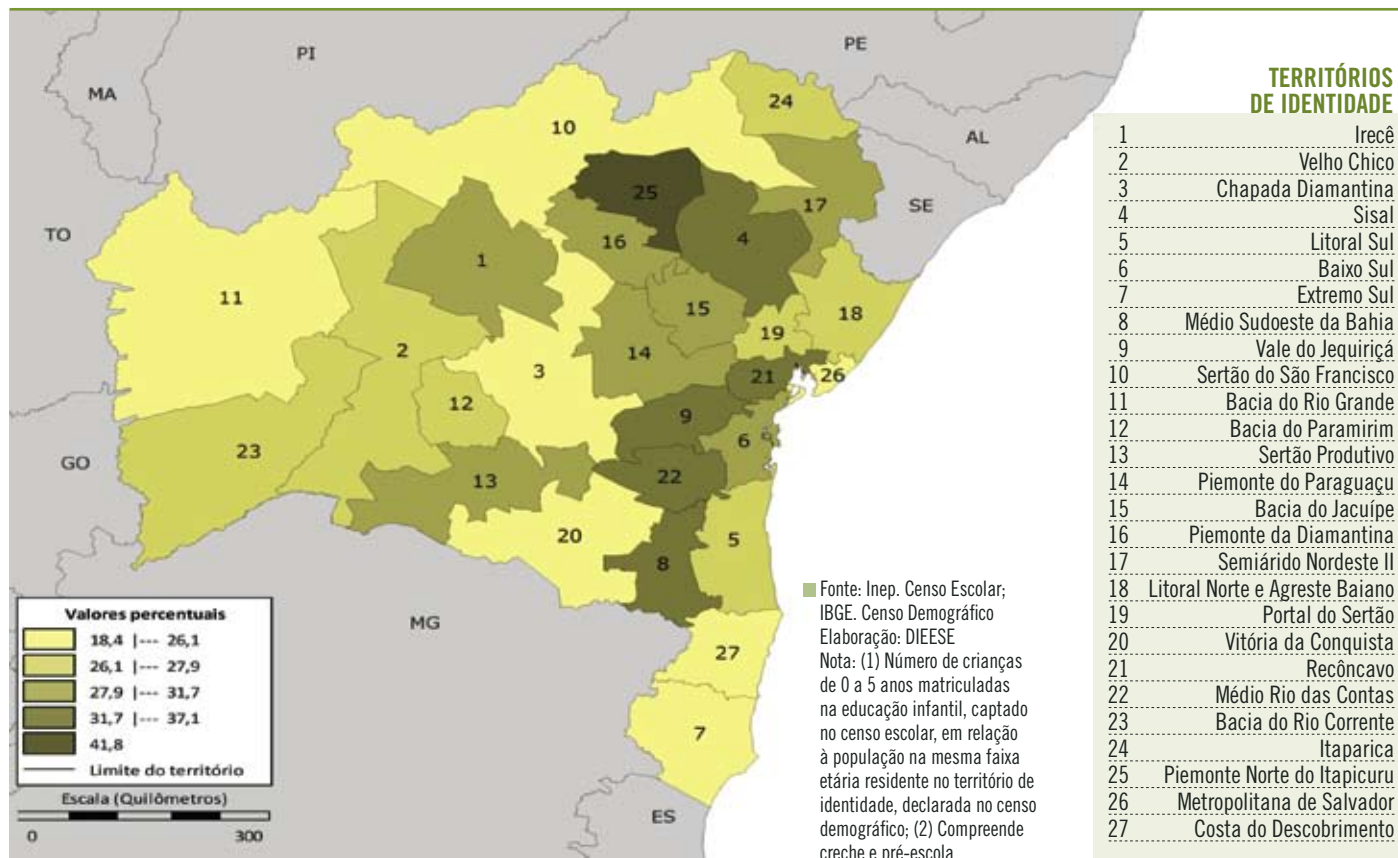 PI
PE
MA
AL
TO
SE
GO
MG
ES
24
10
25
17
4
16
1
11
15
18
2
14
19
3
21
26
12
9
6
23
13
22
20
5
8
27
7
Valores percentuais
18,4 |--- 26,1
26,1 |--- 27,9
27,9 |--- 31,7
31,7 |--- 37,1
41,8
Limite do território
Escala (Quilômetros)
0 300
Fonte: Inep. Censo Escolar;
IBGE. Censo Demográfico
Elaboração: DIEESE
Nota: (1) Número de crianças
de 0 a 5 anos matriculadas
na educação infantil, captado
no censo escolar, em relação
à população na mesma faixa
etária residente no território de
identidade, declarada no censo
demográfico; (2) Compreende
creche e pré-escola
TERRITÓRIOS
DE IDENTIDADE
1 Irecê
2 Velho Chico
3 Chapada Diamantina
4 Sisal
5 Litoral Sul
6 Baixo Sul
7 Extremo Sul
8 Médio Sudoeste da Bahia
9 Vale do Jequiriçá
10 Sertão do São Francisco
11 Bacia do Rio Grande
12 Bacia do Paramirim
13 Sertão Produtivo
14 Piemonte do Paraguaçu
15 Bacia do Jacuípe
16 Piemonte da Diamantina
17 Semiárido Nordeste II
18 Litoral Norte e Agreste Baiano
19 Portal do Sertão
20 Vitória da Conquista
21 Recôncavo
22 Médio Rio das Contas
23 Bacia do Rio Corrente
24 Itaparica
25 Piemonte Norte do Itapicuru
26 Metropolitana de Salvador
27 Costa do Descobrimento